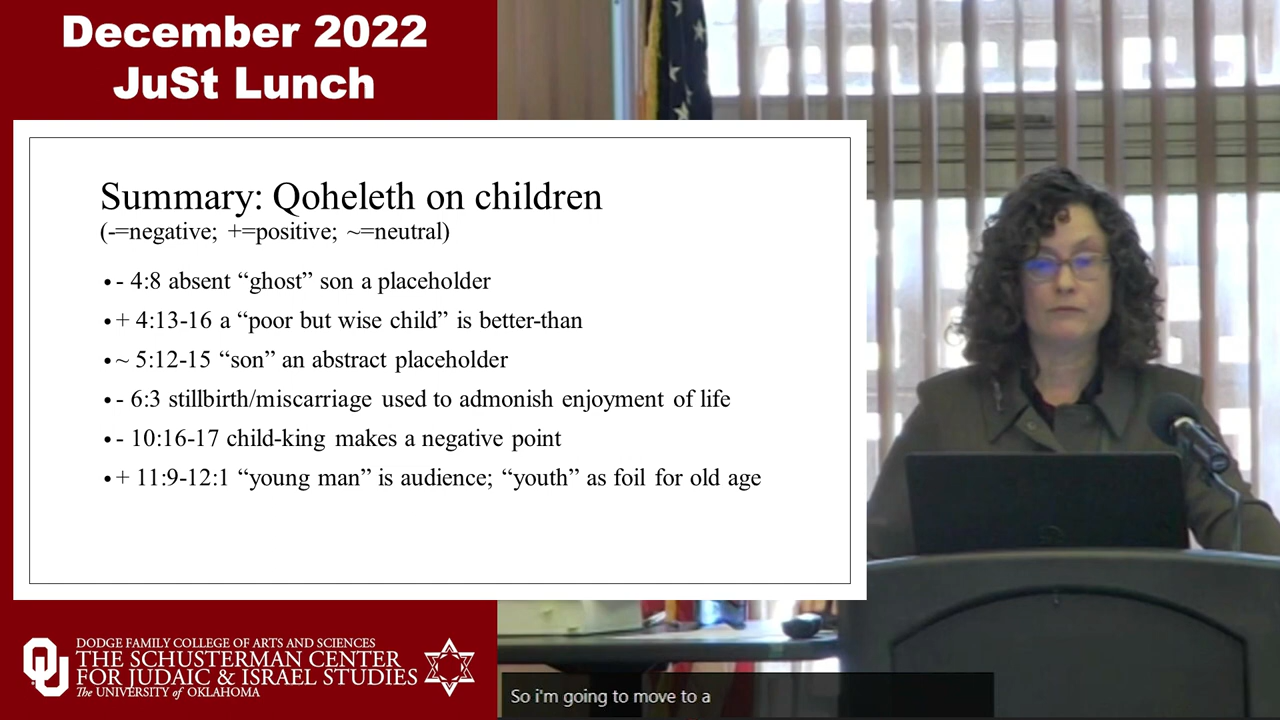 December 2022
JuSt Lunch
Summary: Qoheleth on children
(-=negative; +=positive; ~=neutral)
•- 4:8 absent “ghost” son a placeholder
•+ 4:13-16 a “poor but wise child” is better-than
•~ 5:12-15 “son” an abstract placeholder
•- 6:3 stillbirth/miscarriage used to admonish enjoyment of life
•- 10:16-17 child-king makes a negative point
•+ 11:9-12:1 “young man” is audience; “youth” as foil for old age
OU
DODGE FAMILY COLLEGE OF ARTS AND SCIENCES
THE SCHUSTERMAN CENTER
FOR JUDAIC & ISRAEL STUDIES
The UNIVERSITY of OKLAHOMA
So i'm going to move to a